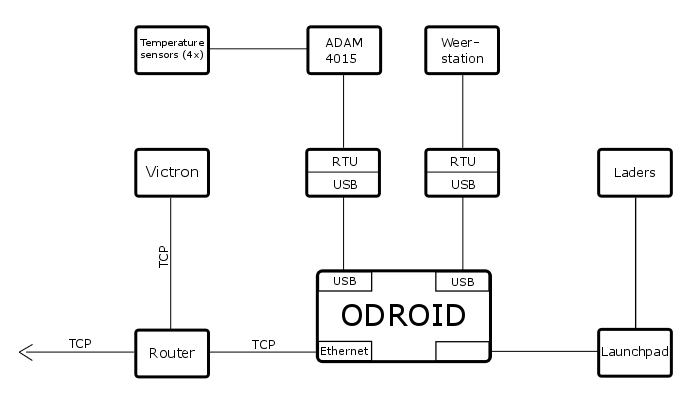 Temperature
sensors (4x)
ADAM
4015
Weer-
station
Victron
RTU
USB
RTU
USB
Laders
TCP
USB
USB
ODROID
TCP
Router
TCP
Ethernet
Launchpad